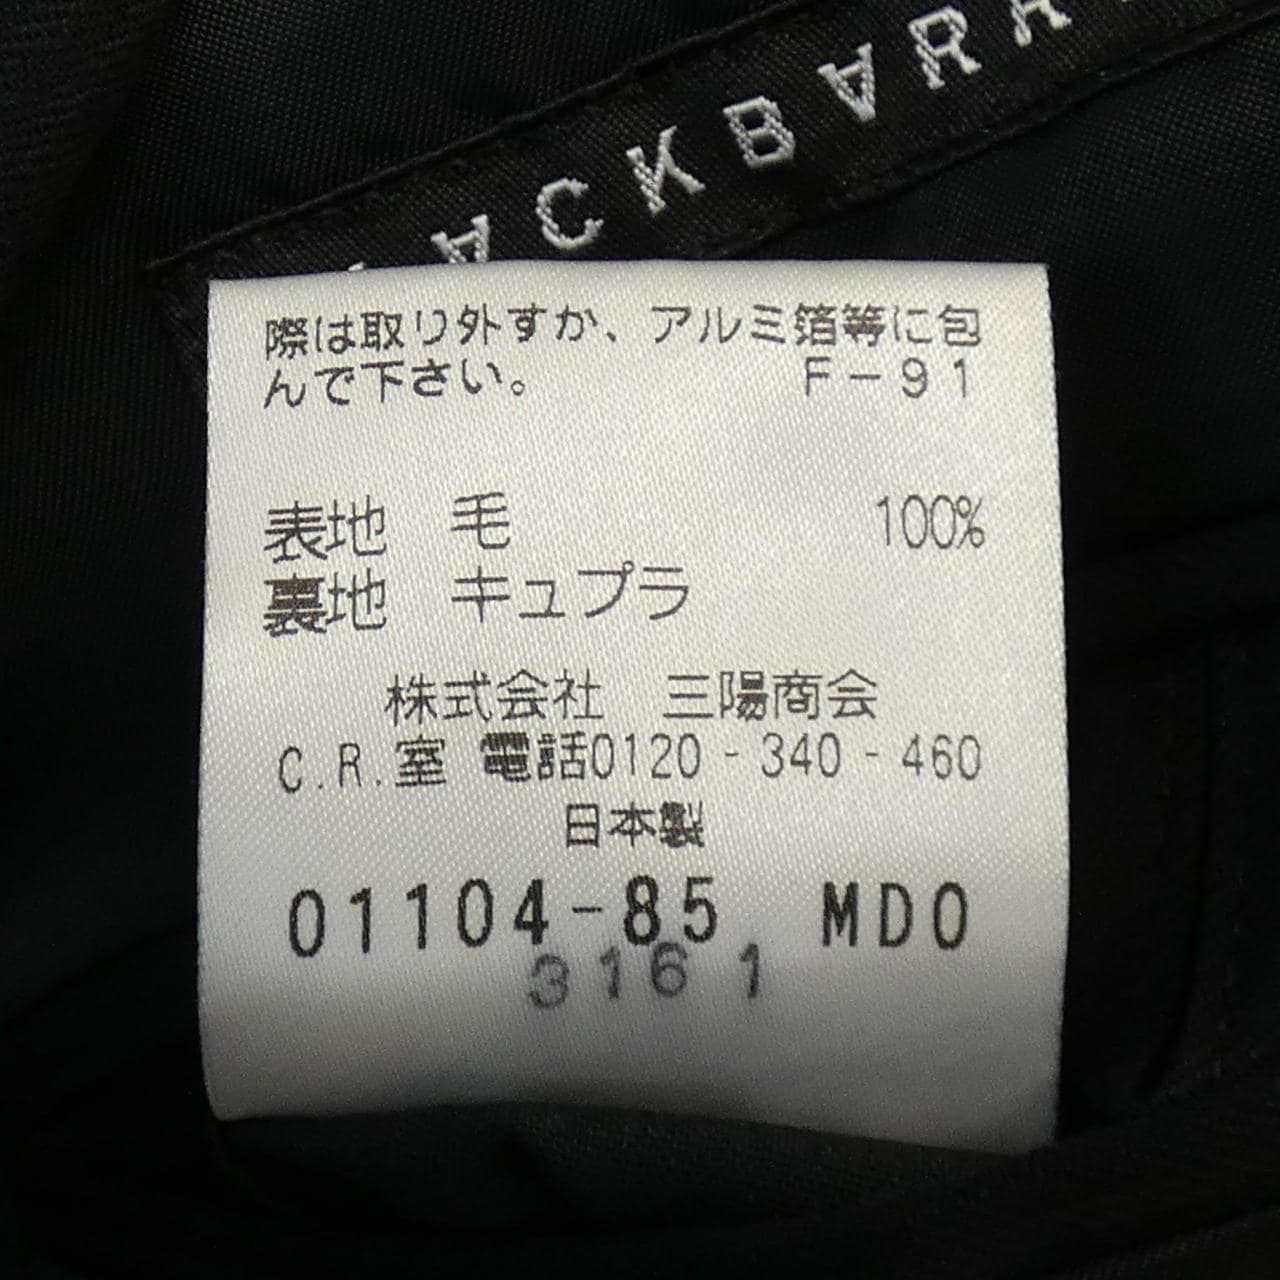 ACKBAR
際は取り外すか、アルミ箔等に包
んで下さい。 F-91
表地 毛 100%
裏地 キュプラ
株式会社 三陽商会
C.R.室 電話0120-340-460
日本製
01104-85 MD0
3161